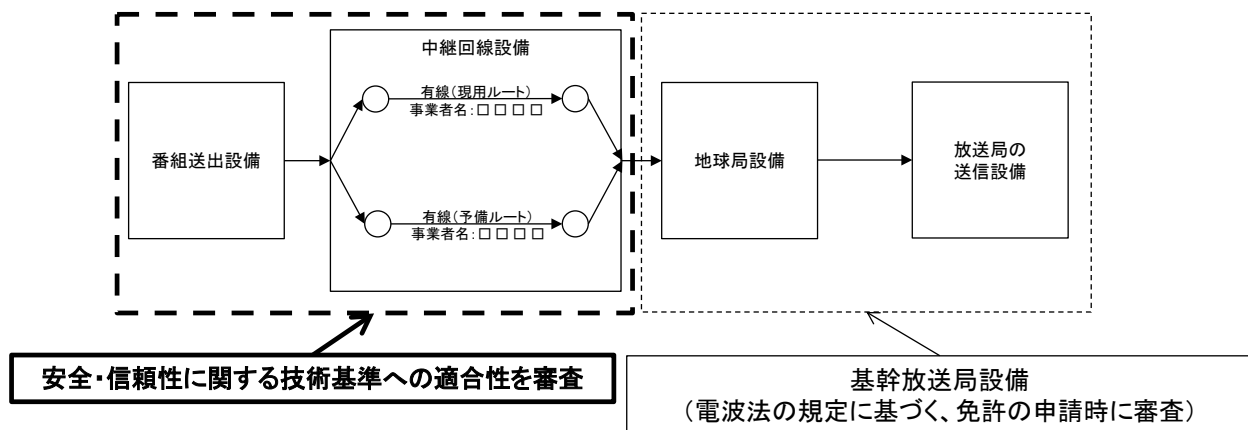 中継回線設備
番組送出設備
有線(現用ルート)
事業者名:□□□□
有線(予備ルート)
事業者名:□□□□
地球局設備
放送局の
送信設備
安全・信頼性に関する技術基準への適合性を審査
基幹放送局設備
(電波法の規定に基づく、免許の申請時に審査)